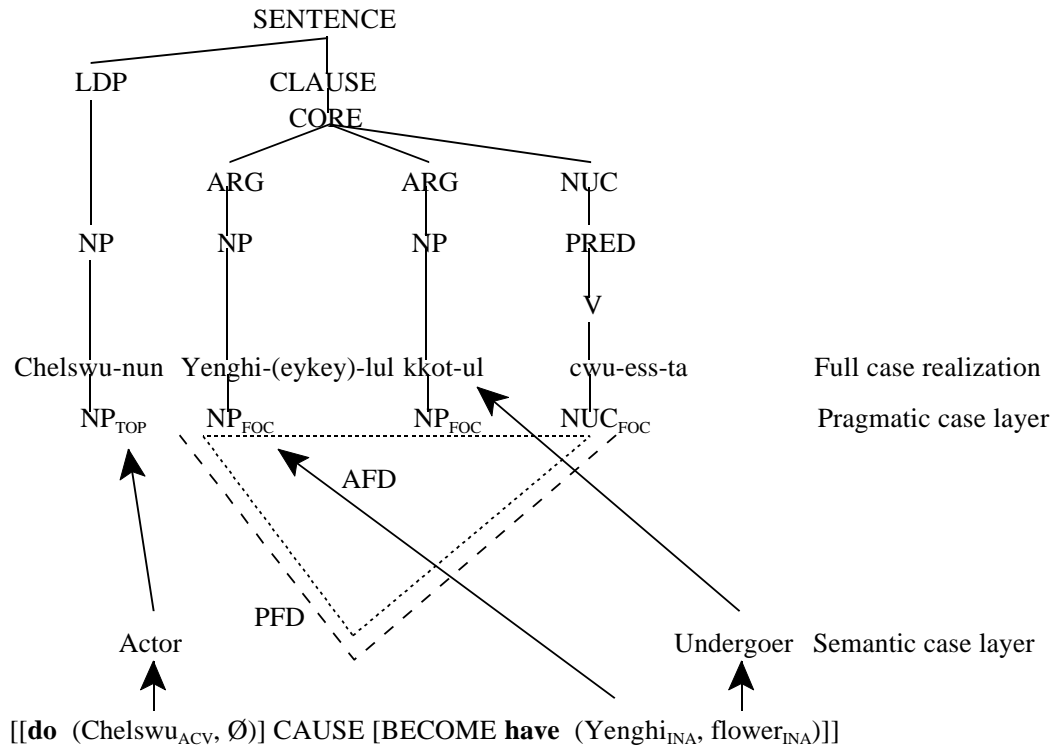 SENTENCE
LDP CLAUSE
CORE
ARG ARG NUC
NP NP NP PRED
V
Chelswu-nun Yenghi-(eykey)-lul kkot-ul cwu-ess-ta Full case realization
NP_TOP NP_FOC NP_FOC NUC_FOC Pragmatic case layer
AFD
PFD
Actor Undergoer Semantic case layer
[[do (Chelswu_ACV, Ø)] CAUSE [BECOME have (Yenghi_INA, flower_INA)]]